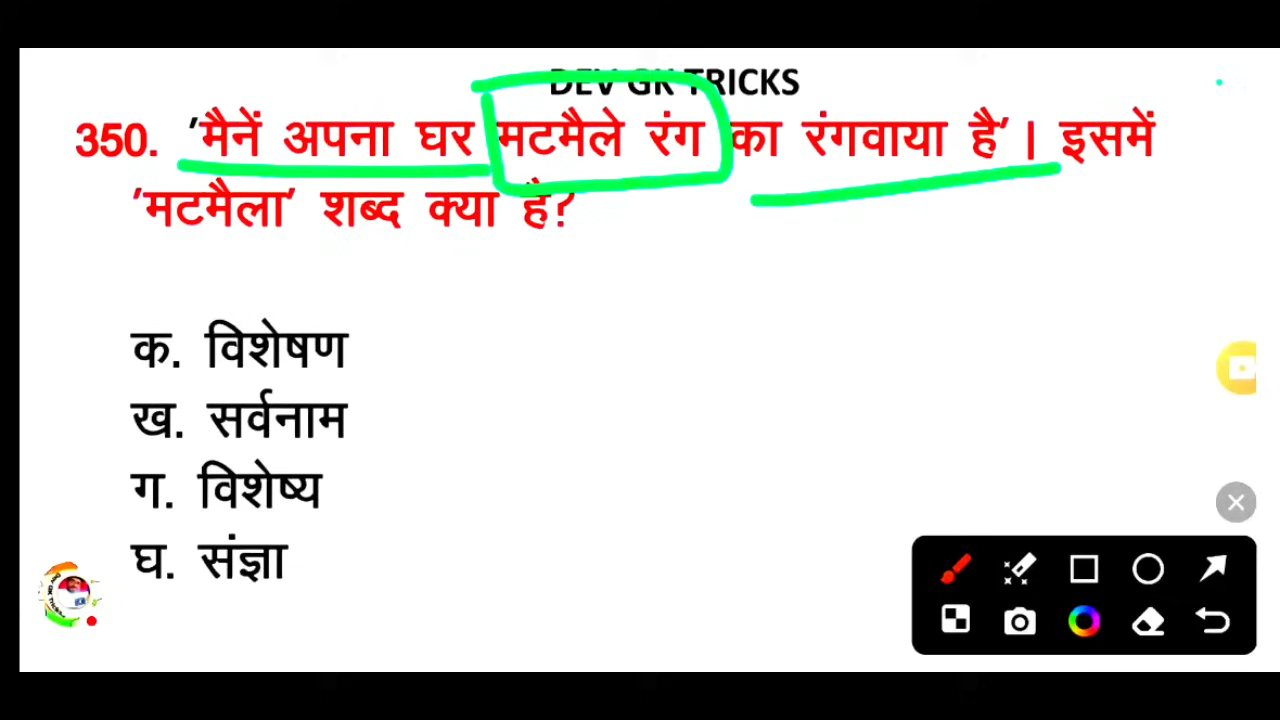 DEV GK TRICKS
350. 'मैनें अपना घर मटमैले रंग का रंगवाया है'। इसमें
'मटमैला' शब्द क्या है?
क. विशेषण
ख. सर्वनाम
ग. विशेष्य
घ. संज्ञा